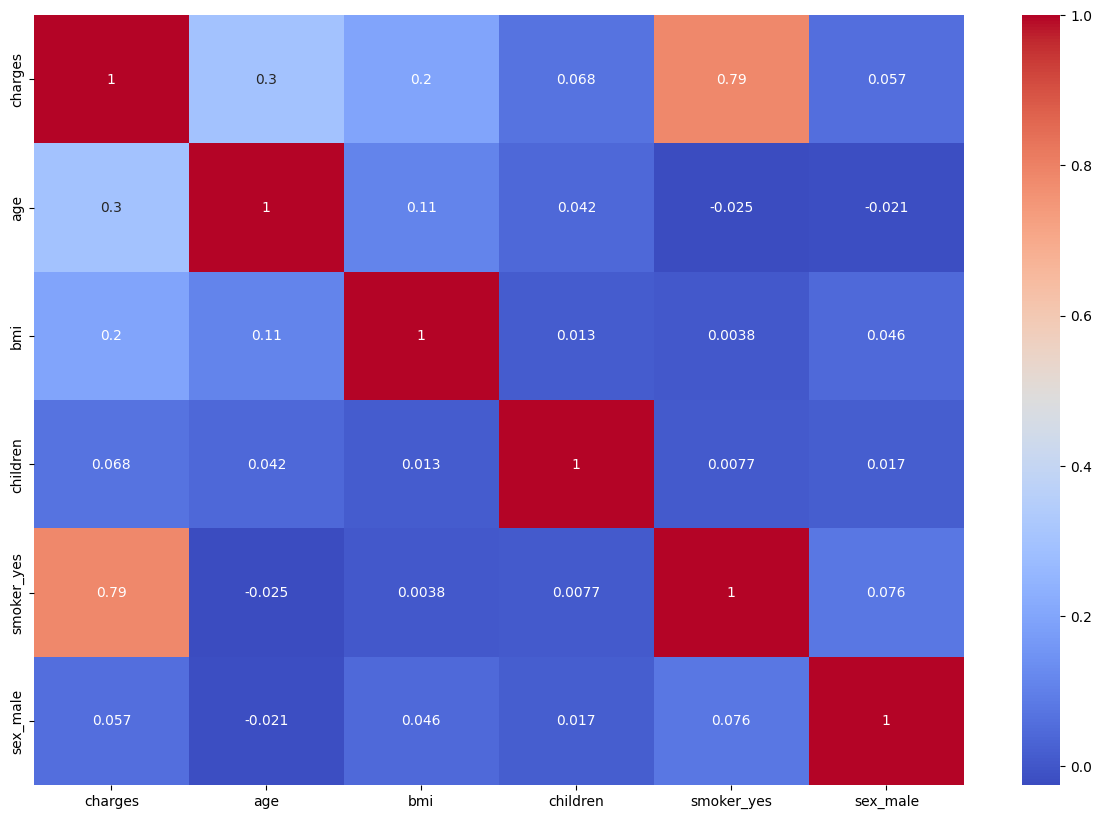 charges 1 0.3 0.2 0.068 0.79 0.057
age 0.3 1 0.11 0.042 -0.025 -0.021
bmi 0.2 0.11 1 0.013 0.0038 0.046
children 0.068 0.042 0.013 1 0.0077 0.017
smoker_yes 0.79 -0.025 0.0038 0.0077 1 0.076
sex_male 0.057 -0.021 0.046 0.017 0.076 1
charges age bmi children smoker_yes sex_male
1.0
0.8
0.6
0.4
0.2
0.0